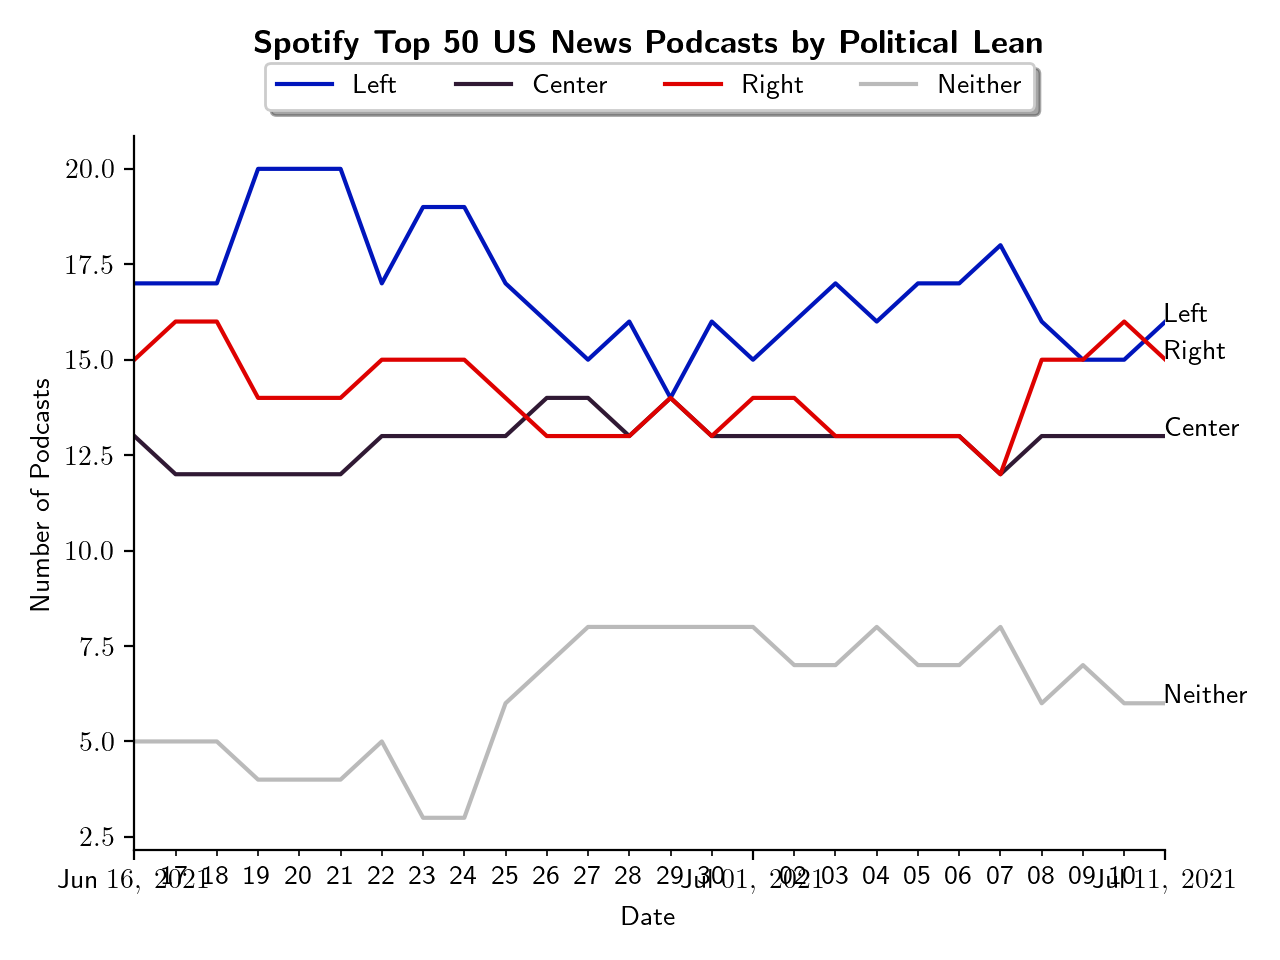 Spotify Top 50 US News Podcasts by Political Lean
Left Center Right Neither
20.0
17.5
15.0
12.5
10.0
7.5
5.0
2.5
Number of Podcasts
Left
Right
Center
Neither
17 18 19 20 21 22 23 24 25 26 27 28 29 30 02 03 04 05 06 07 08 09 10
Jun 16, 2021 Jul 01, 2021 Jul 11, 2021
Date